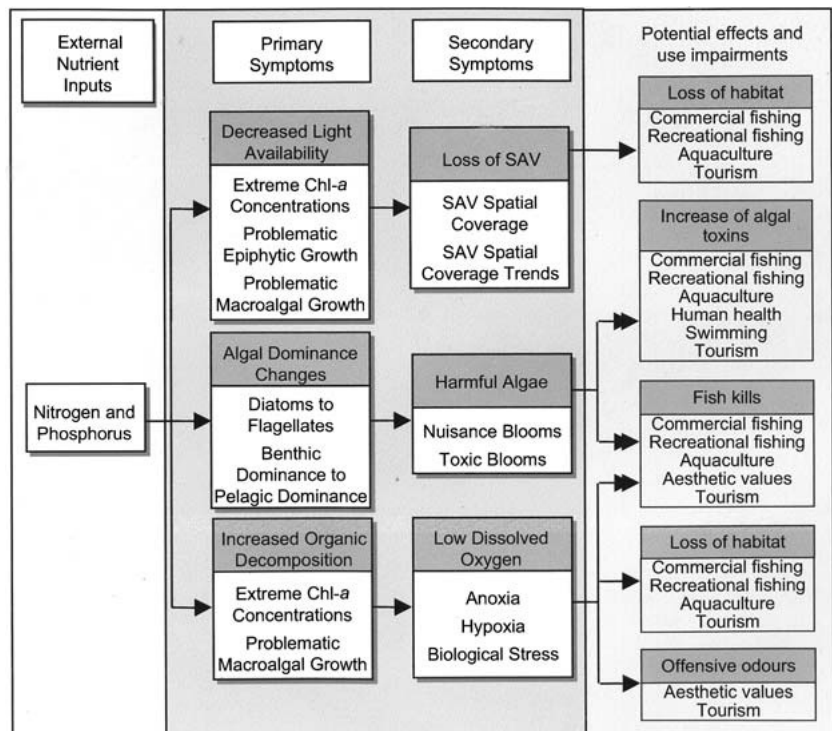 External
Nutrient
Inputs
Primary
Symptoms
Secondary
Symptoms
Potential effects and
use impairments
Nitrogen and
Phosphorus
Decreased Light
Availability
Extreme Chl-a
Concentrations
Problematic
Epiphytic Growth
Problematic
Macroalgal Growth
Algal Dominance
Changes
Diatoms to
Flagellates
Benthic
Dominance to
Pelagic Dominance
Increased Organic
Decomposition
Extreme Chl-a
Concentrations
Problematic
Macroalgal Growth
Loss of SAV
SAV Spatial
Coverage
SAV Spatial
Coverage Trends
Harmful Algae
Nuisance Blooms
Toxic Blooms
Low Dissolved
Oxygen
Anoxia
Hypoxia
Biological Stress
Loss of habitat
Commercial fishing
Recreational fishing
Aquaculture
Tourism
Increase of algal
toxins
Commercial fishing
Recreational fishing
Aquaculture
Human health
Swimming
Tourism
Fish kills
Commercial fishing
Recreational fishing
Aquaculture
Aesthetic values
Tourism
Loss of habitat
Commercial fishing
Recreational fishing
Aquaculture
Tourism
Offensive odours
Aesthetic values
Tourism